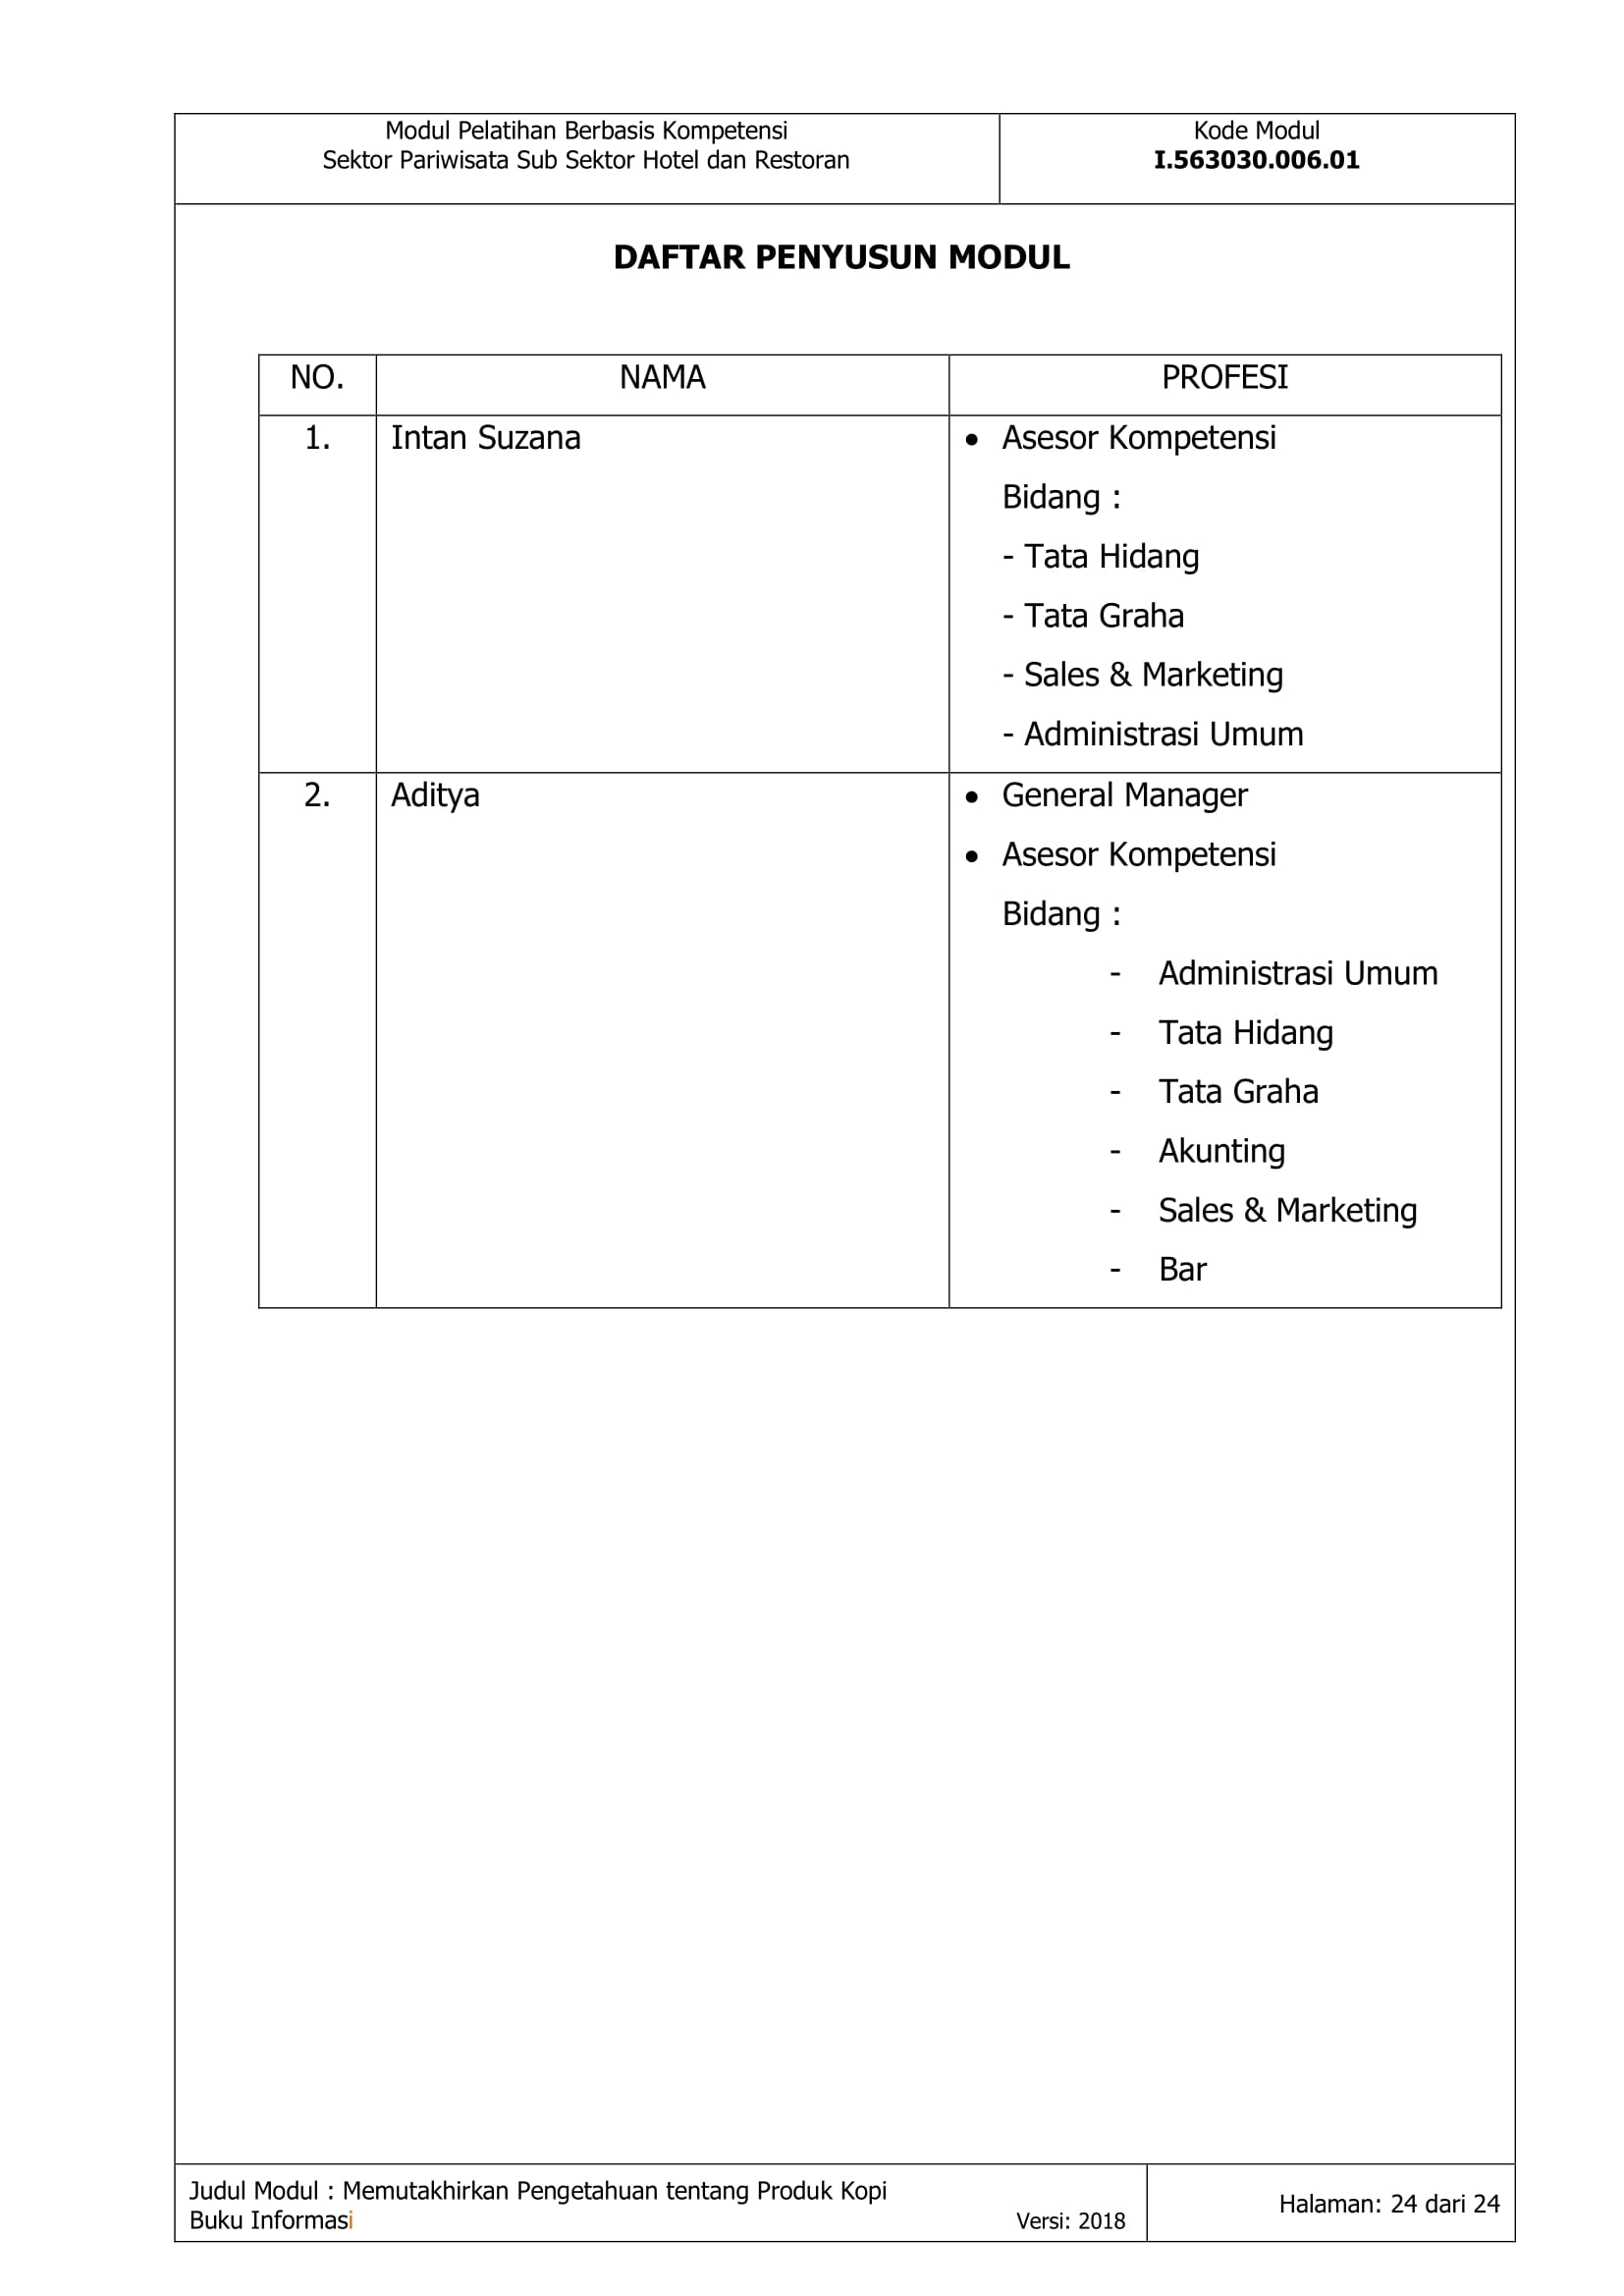 Modul Pelatihan Berbasis Kompetensi
Sektor Pariwisata Sub Sektor Hotel dan Restoran
Kode Modul
I.563030.006.01
DAFTAR PENYUSUN MODUL
NO. NAMA PROFESI
1. Intan Suzana • Asesor Kompetensi
Bidang :
- Tata Hidang
- Tata Graha
- Sales & Marketing
- Administrasi Umum
2. Aditya • General Manager
• Asesor Kompetensi
Bidang :
- Administrasi Umum
- Tata Hidang
- Tata Graha
- Akunting
- Sales & Marketing
- Bar
Judul Modul : Memutakhirkan Pengetahuan tentang Produk Kopi
Buku Informasi Versi: 2018
Halaman: 24 dari 24